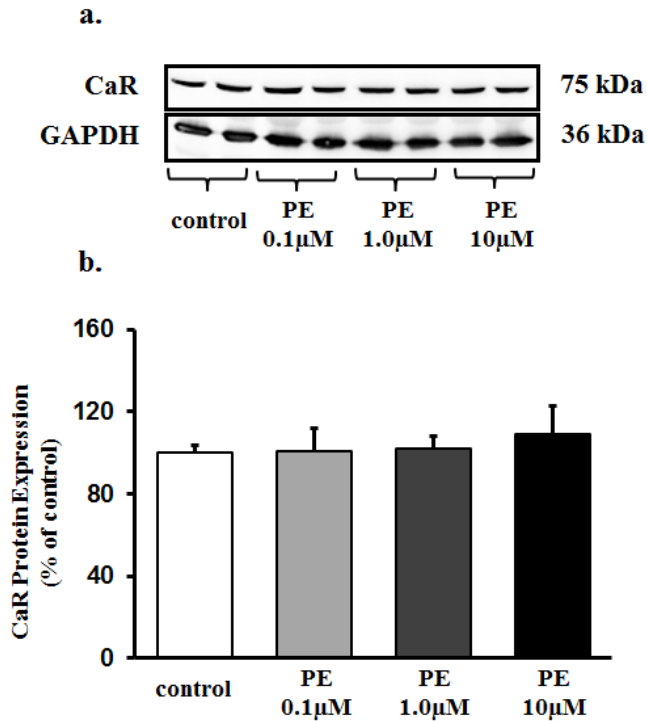 a.
CaR 75 kDa
GAPDH 36 kDa
control PE PE PE
0.1μM 1.0μM 10μM
b.
CaR Protein Expression
(% of control)
160
120
80
40
0
control PE PE PE
0.1μM 1.0μM 10μM